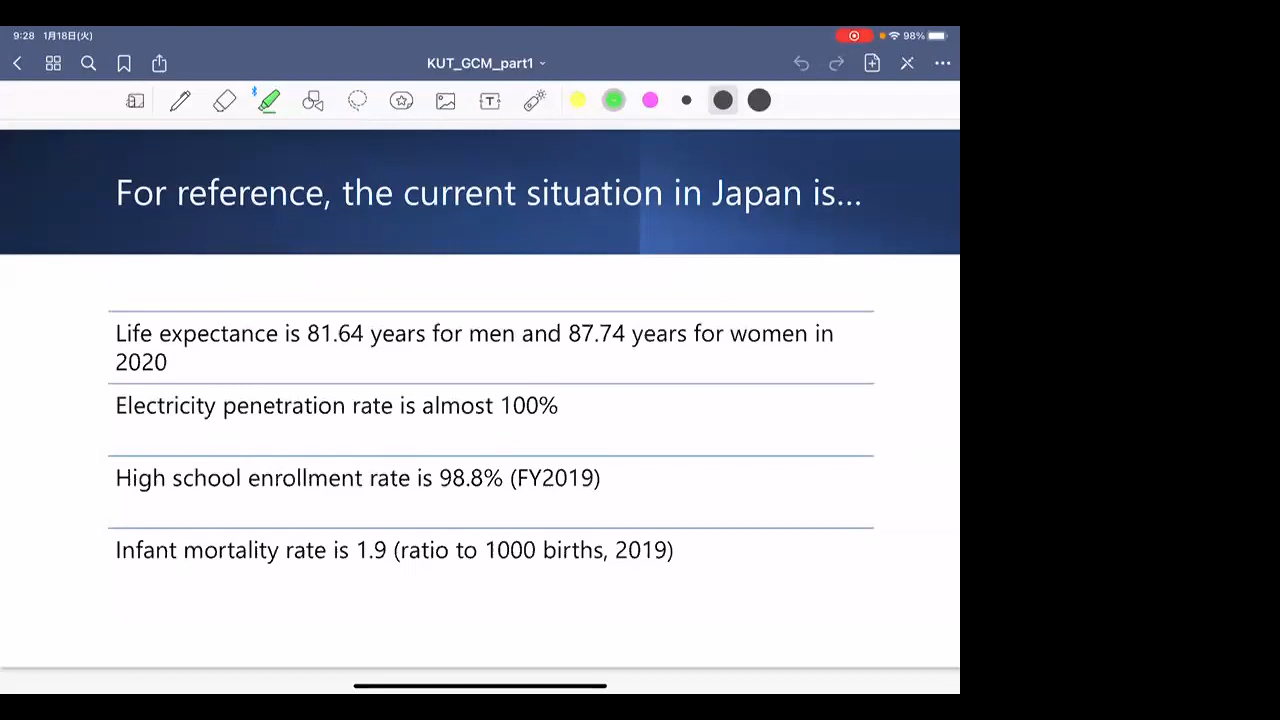 9:28 1月18日(火)
98%
KUT_GCM_part1
T
For reference, the current situation in Japan is...
Life expectance is 81.64 years for men and 87.74 years for women in
2020
Electricity penetration rate is almost 100%
High school enrollment rate is 98.8% (FY2019)
Infant mortality rate is 1.9 (ratio to 1000 births, 2019)